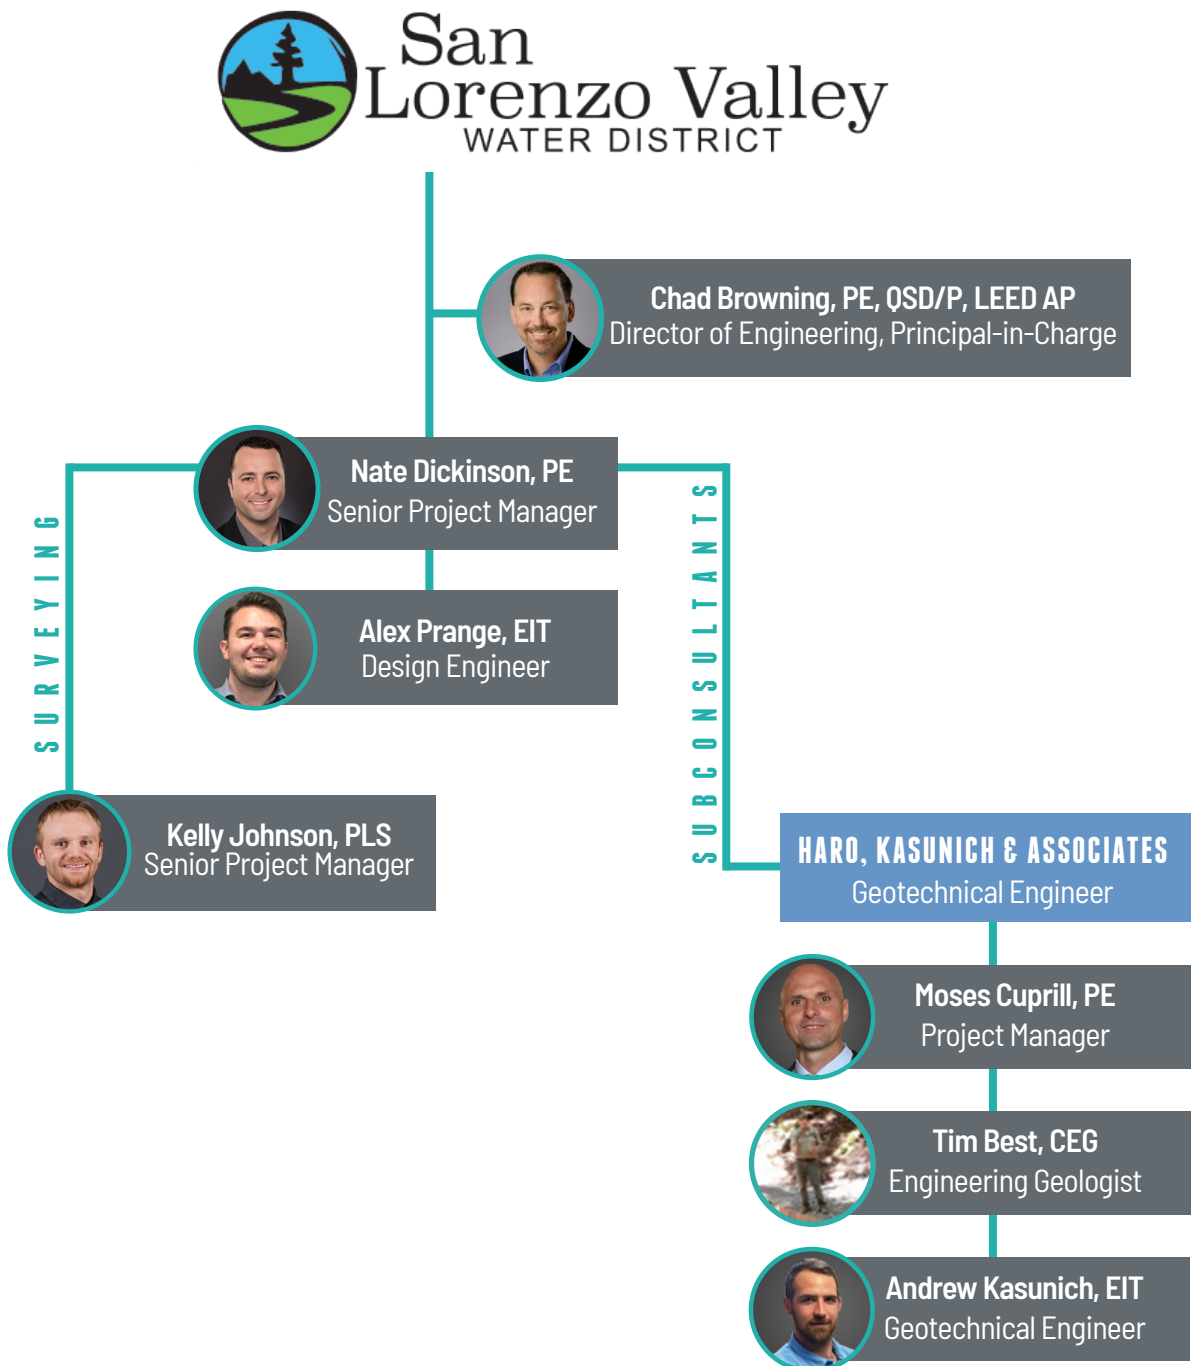 San
Lorenzo Valley
WATER DISTRICT
Chad Browning, PE, QSD/P, LEED AP
Director of Engineering, Principal-in-Charge
Nate Dickinson, PE
Senior Project Manager
SURVEYING
SUBCONSULTANTS
Alex Prange, EIT
Design Engineer
Kelly Johnson, PLS
Senior Project Manager
HARO, KASUNICH & ASSOCIATES
Geotechnical Engineer
Moses Cuprill, PE
Project Manager
Tim Best, CEG
Engineering Geologist
Andrew Kasunich, EIT
Geotechnical Engineer